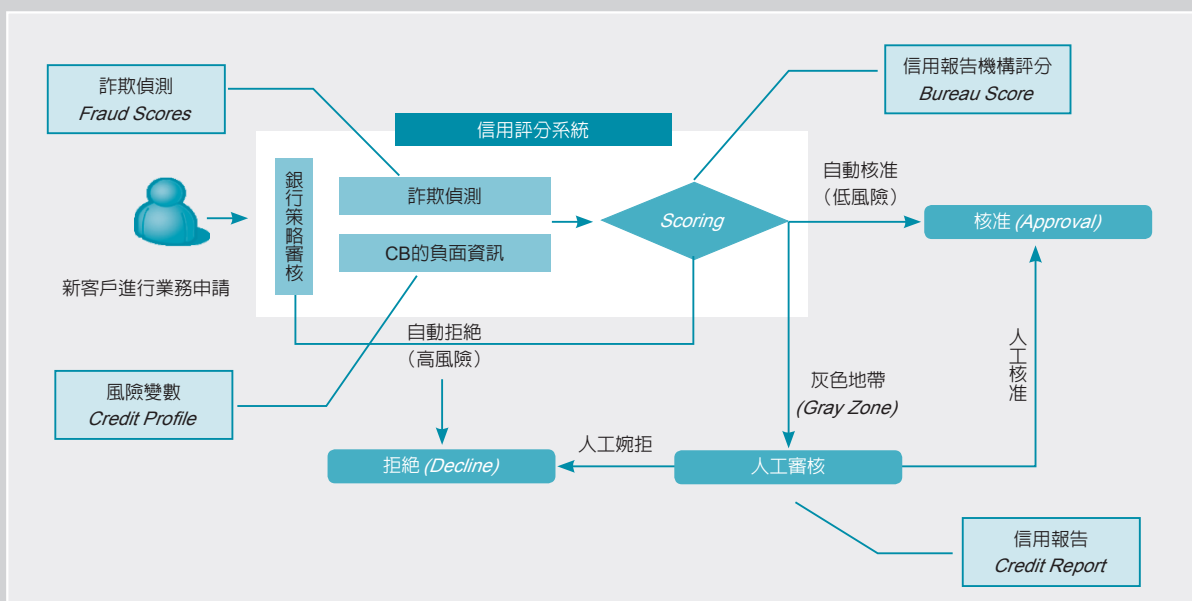 詐欺偵測
Fraud Scores
信用報告機構評分
Bureau Score
信用評分系統
銀行策略審核
詐欺偵測
CB的負面資訊
Scoring
自動核准
（低風險）
核准 (Approval)
新客戶進行業務申請
自動拒絕
（高風險）
風險變數
Credit Profile
灰色地帶
(Gray Zone)
人工核准
拒絕 (Decline)
人工婉拒
人工審核
信用報告
Credit Report